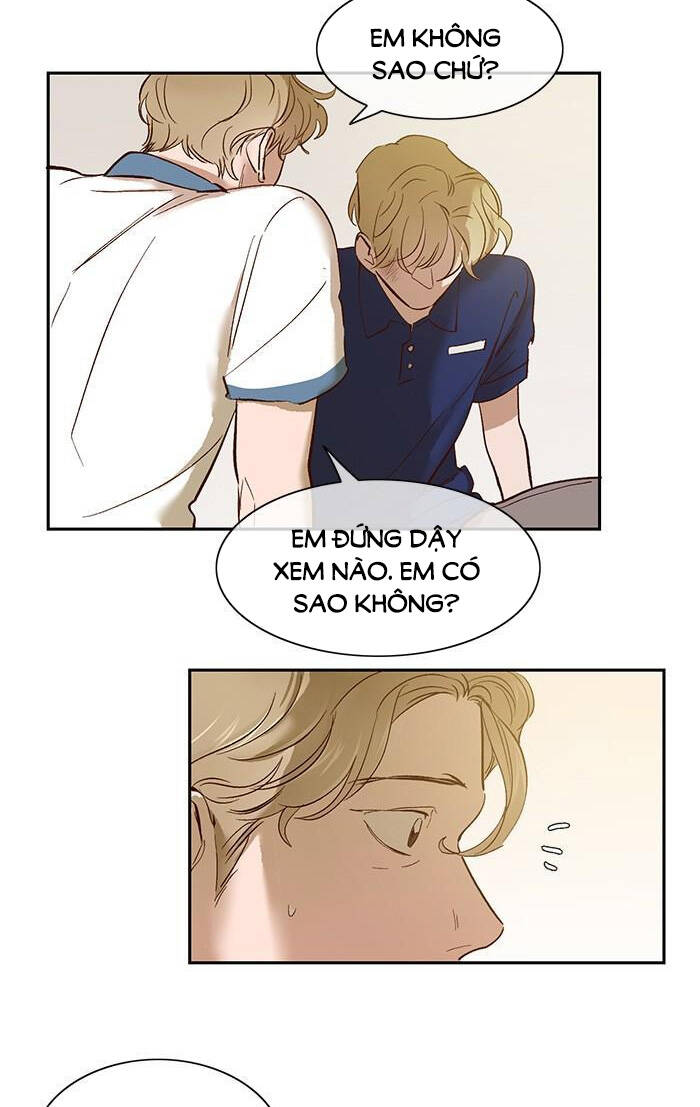 EM KHÔNG
SAO CHỨ?
EM ĐỨNG DẬY
XEM NÀO. EM CÓ
SAO KHÔNG?